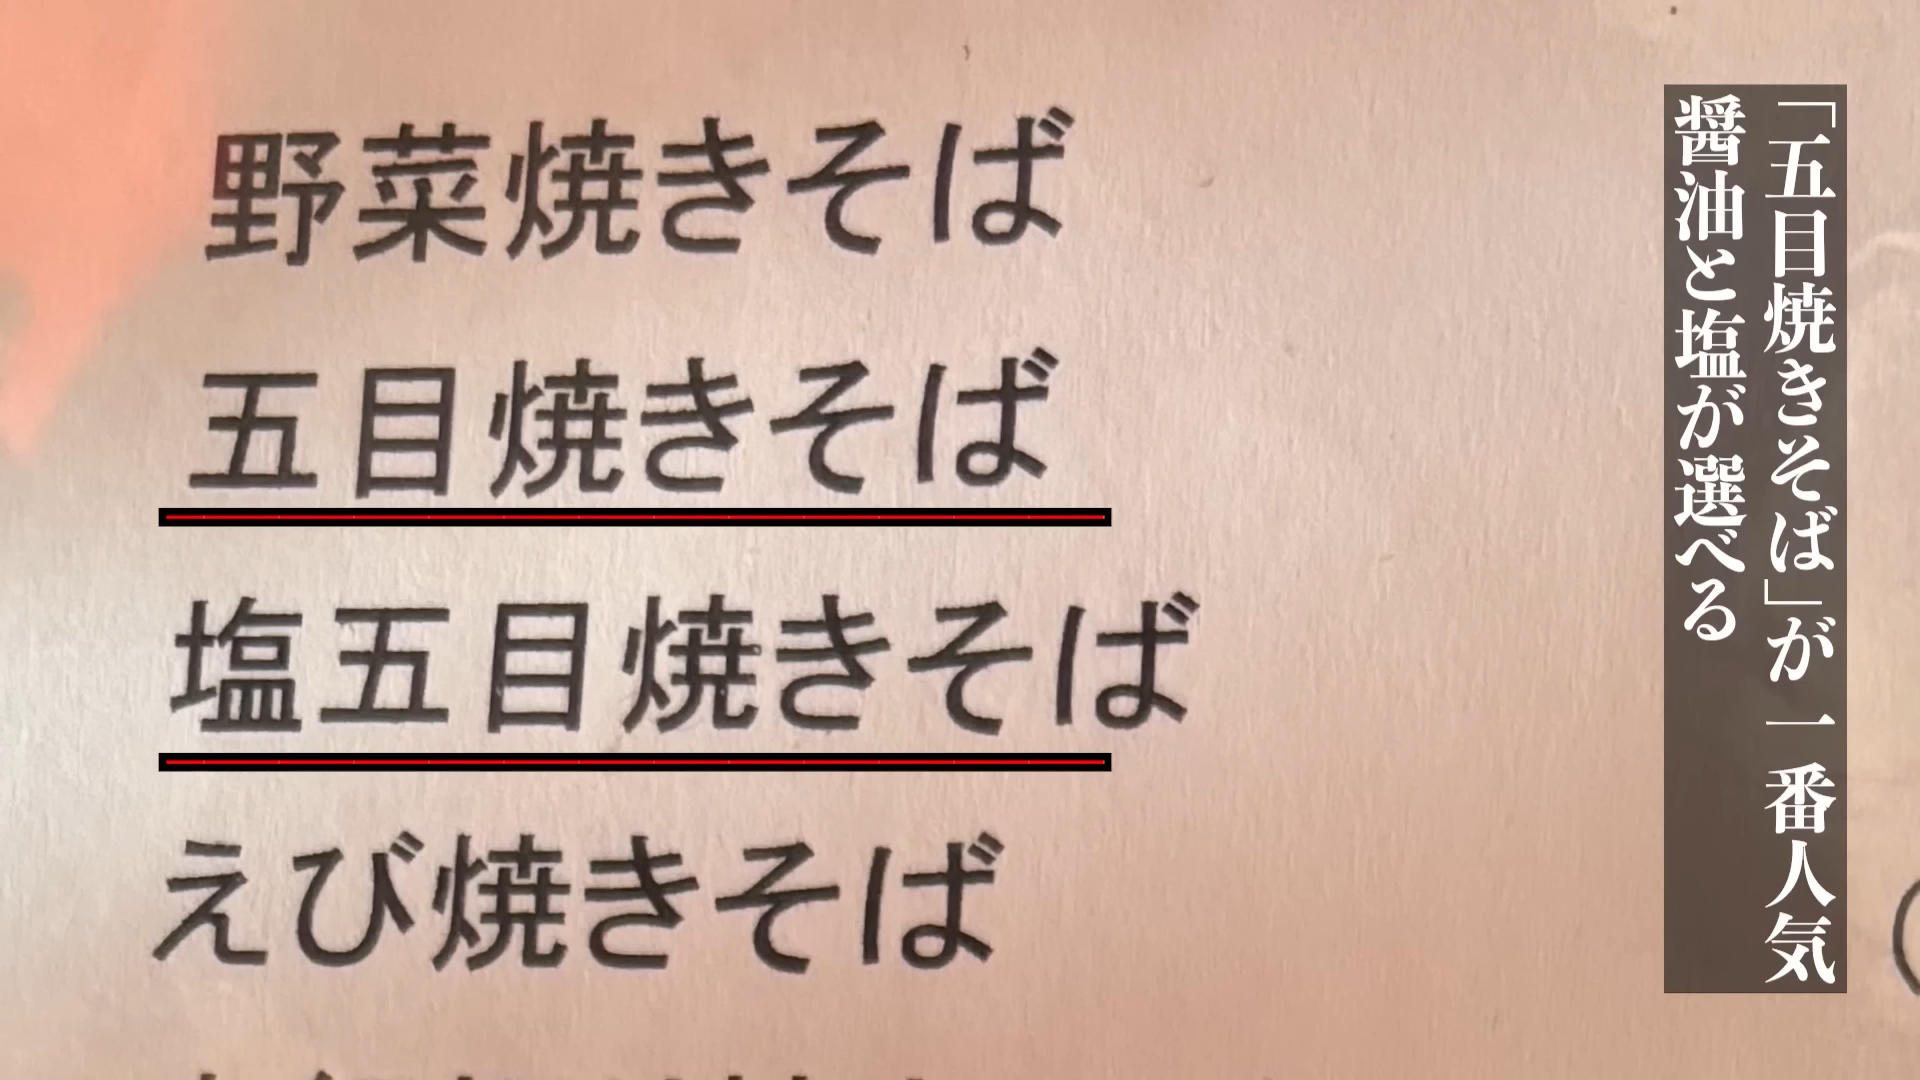 野菜焼きそば
五目焼きそば
塩五目焼きそば
えび焼きそば
「五目焼きそば」が一番人気
醤油と塩が選べる